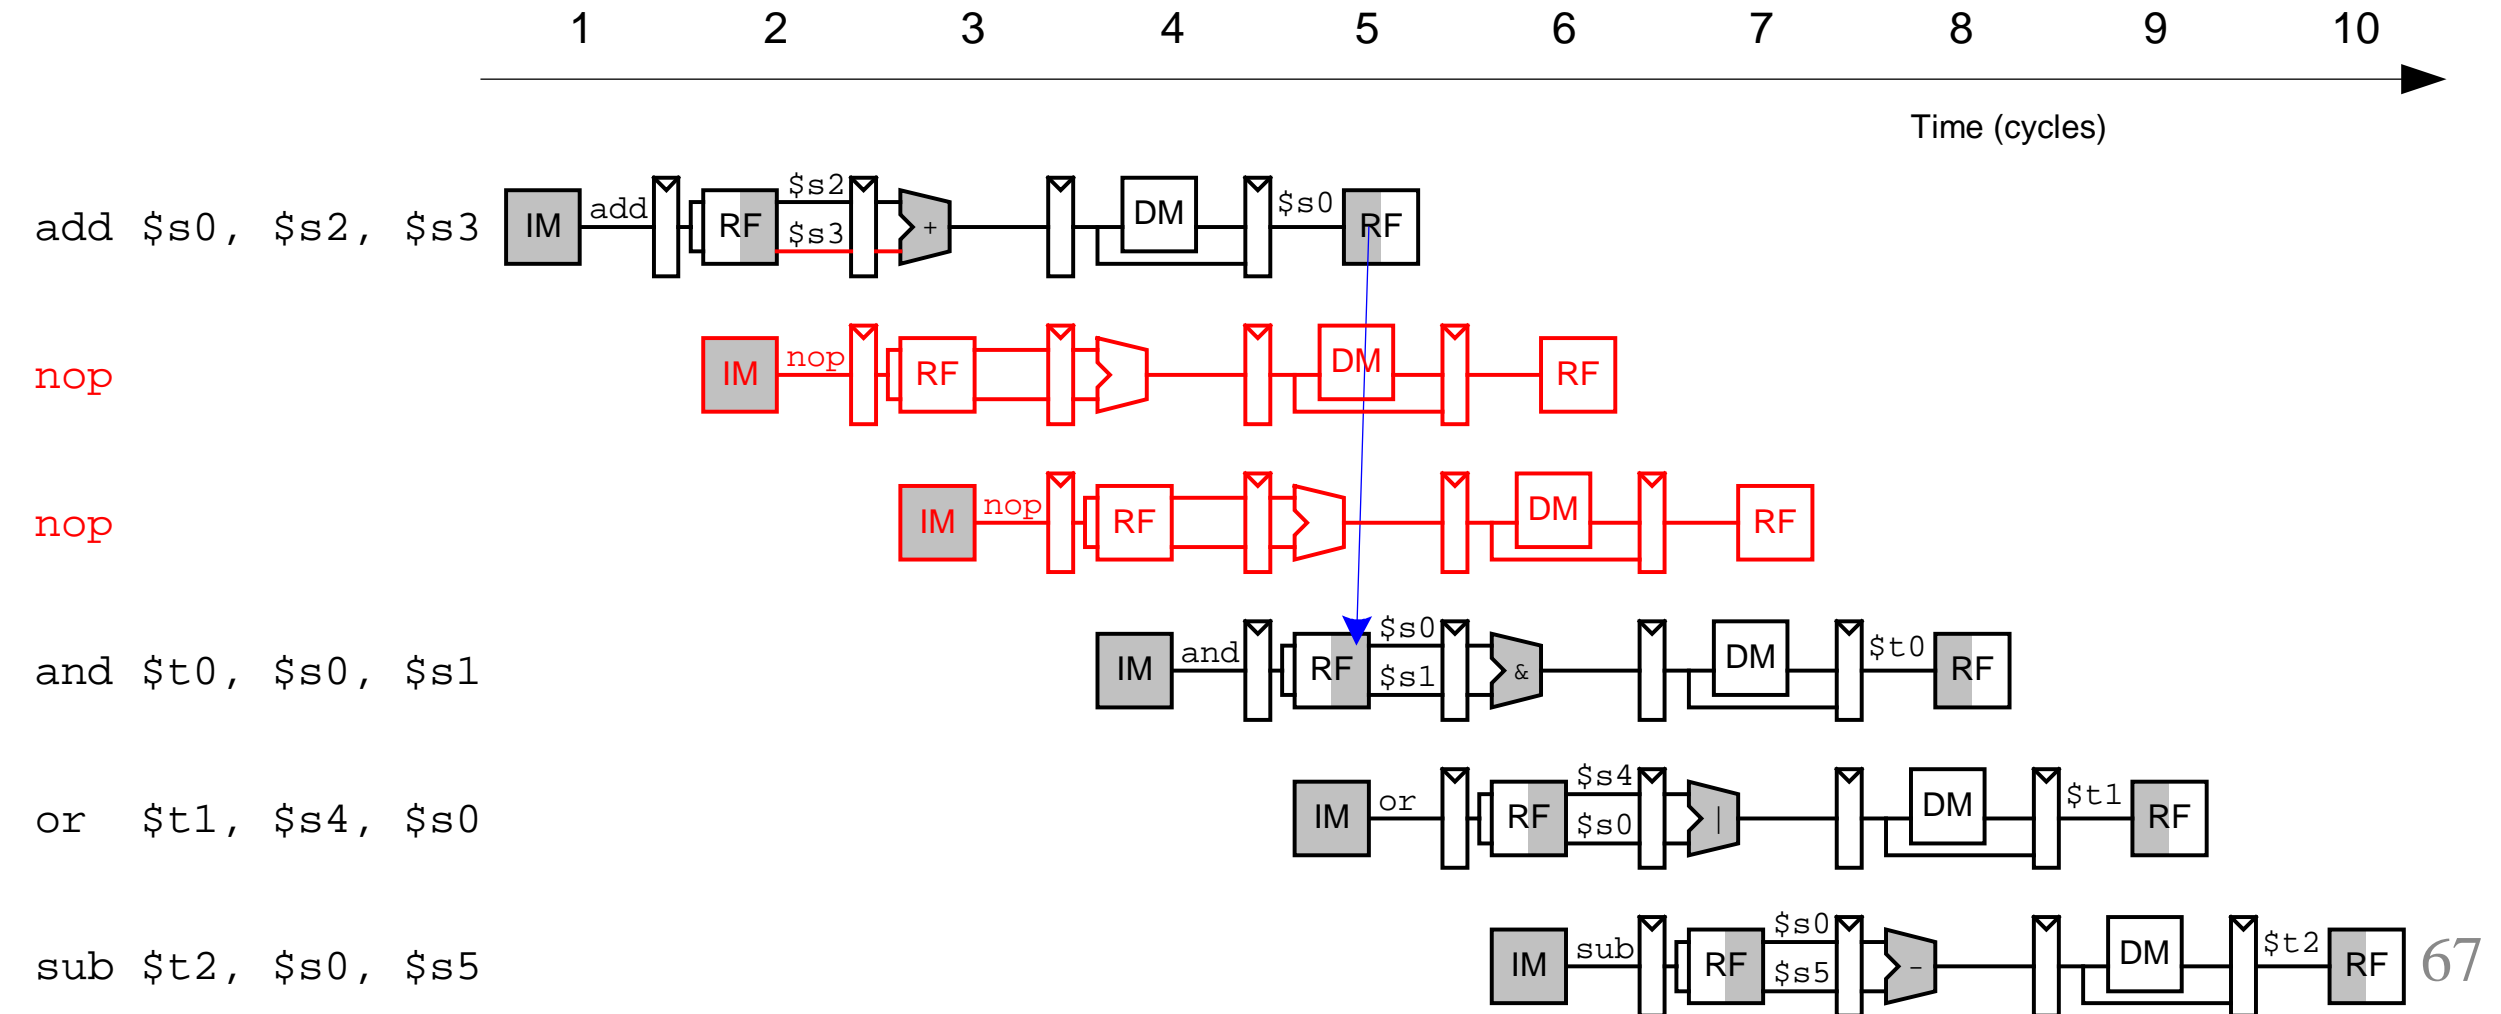 1 2 3 4 5 6 7 8 9 10
Time (cycles)
add $s0, $s2, $s3 IM add RF $s2 $s3 + DM $s0 RF
nop IM nop RF DM RF
nop IM nop RF DM RF
and $t0, $s0, $s1 IM and RF $s0 $s1 & DM $t0 RF
or $t1, $s4, $s0 IM or RF $s4 $s0 | DM $t1 RF
sub $t2, $s0, $s5 IM sub RF $s0 $s5 - DM $t2 RF
67